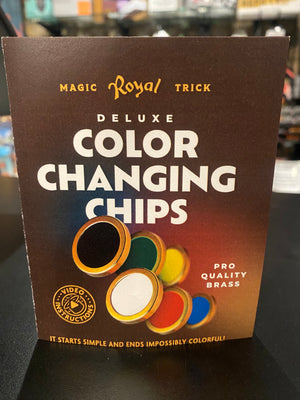 MAGIC Royal TRICK
DELUXE
COLOR
CHANGING
CHIPS
PRO
QUALITY
BRASS
VIDEO
INSTRUCTIONS
IT STARTS SIMPLE AND ENDS IMPOSSIBLY COLORFUL!